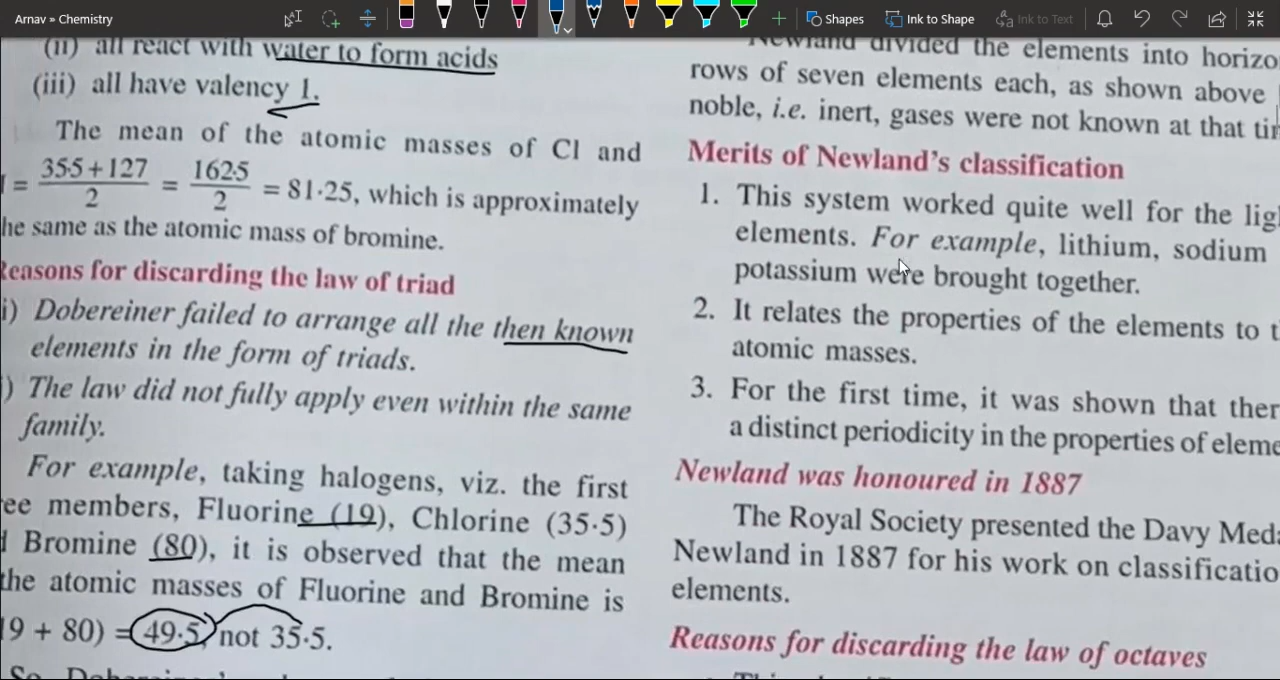 Arnav » Chemistry
Shapes
Ink to Shape
Ink to Text
(ii) all react with water to form acids
(iii) all have valency 1.
The mean of the atomic masses of Cl and
= 35·5 + 127 / 2 = 162·5 / 2 = 81·25, which is approximately
he same as the atomic mass of bromine.
Reasons for discarding the law of triad
i) Dobereiner failed to arrange all the then known
elements in the form of triads.
) The law did not fully apply even within the same
family.
For example, taking halogens, viz. the first
ee members, Fluorine (19), Chlorine (35·5)
Bromine (80), it is observed that the mean
the atomic masses of Fluorine and Bromine is
9 + 80) = 49·5, not 35·5.
So
Newland divided the elements into horizo
rows of seven elements each, as shown above
noble, i.e. inert, gases were not known at that tim
Merits of Newland's classification
1. This system worked quite well for the lig
elements. For example, lithium, sodium
potassium were brought together.
2. It relates the properties of the elements to t
atomic masses.
3. For the first time, it was shown that ther
a distinct periodicity in the properties of eleme
Newland was honoured in 1887
The Royal Society presented the Davy Meda
Newland in 1887 for his work on classificatio
elements.
Reasons for discarding the law of octaves